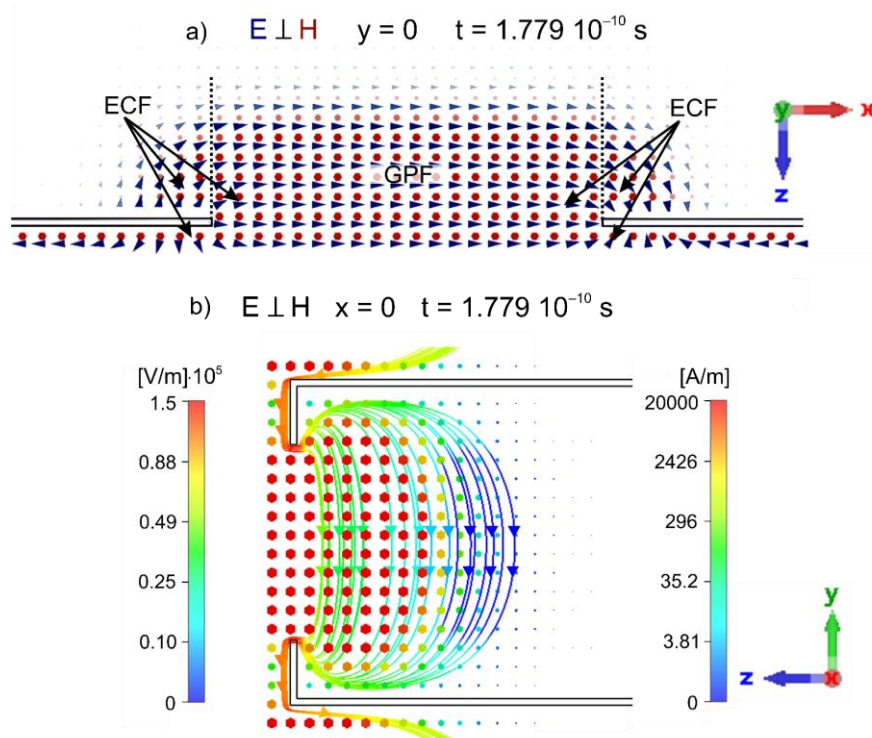 a) E ⊥ H y = 0 t = 1.779 10⁻¹⁰ s
ECF ECF
GPF
y x
z
b) E ⊥ H x = 0 t = 1.779 10⁻¹⁰ s
[V/m]·10⁵ [A/m]
1.5 20000
0.88 2426
0.49 296
0.25 35.2
0.10 3.81
0 0
y
z x